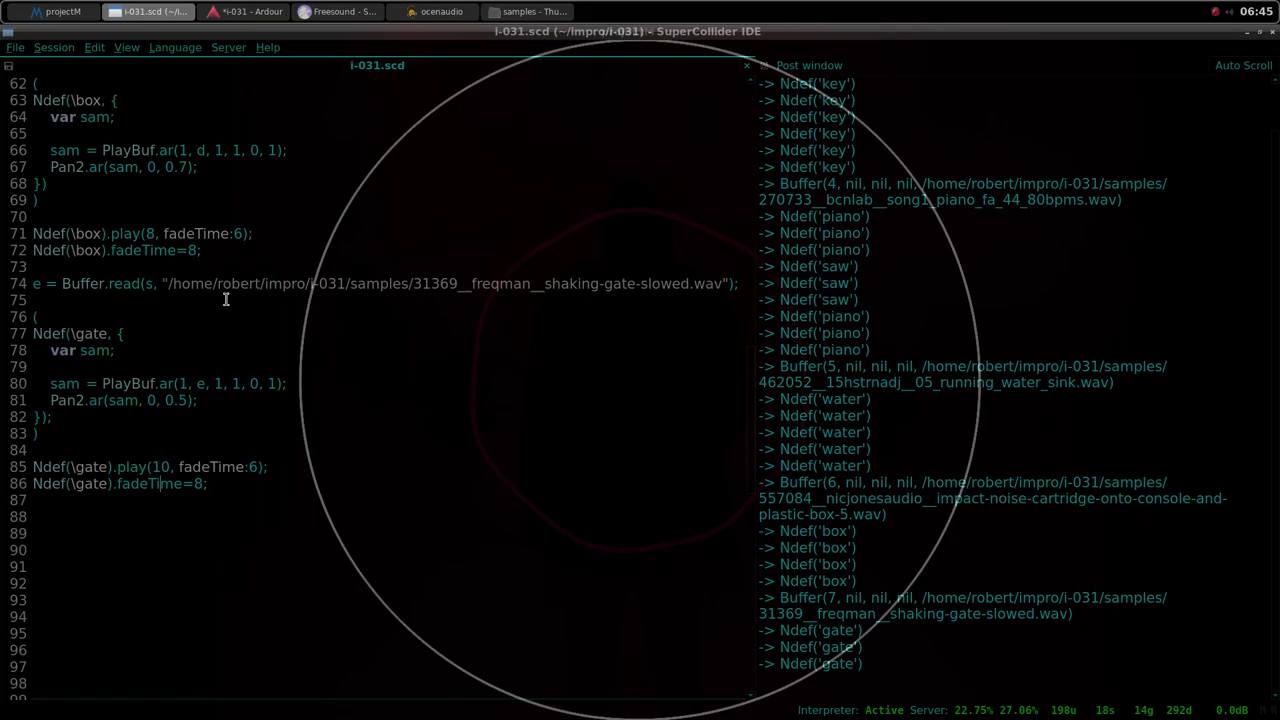 projectM
i-031.scd (~/i...
*i-031 - Ardour
Freesound - S...
ocenaudio
samples - Thu...
06:45
i-031.scd (~/impro/i-031) - SuperCollider IDE
File Session Edit View Language Server Help
i-031.scd
62 (
63 Ndef(\box, {
64 var sam;
65
66 sam = PlayBuf.ar(1, d, 1, 1, 0, 1);
67 Pan2.ar(sam, 0, 0.7);
68 })
69 )
70
71 Ndef(\box).play(8, fadeTime:6);
72 Ndef(\box).fadeTime=8;
73
74 e = Buffer.read(s, "/home/robert/impro/i-031/samples/31369__freqman__shaking-gate-slowed.wav");
75
76 (
77 Ndef(\gate, {
78 var sam;
79
80 sam = PlayBuf.ar(1, e, 1, 1, 0, 1);
81 Pan2.ar(sam, 0, 0.5);
82 });
83 )
84
85 Ndef(\gate).play(10, fadeTime:6);
86 Ndef(\gate).fadeTime=8;
87
88
89
90
91
92
93
94
95
96
97
98
99
Post window Auto Scroll
-> Ndef('key')
-> Ndef('key')
-> Ndef('key')
-> Ndef('key')
-> Ndef('key')
-> Ndef('key')
-> Buffer(4, nil, nil, nil, /home/robert/impro/i-031/samples/
270733__bcnlab__song1_piano_fa_44_80bpms.wav)
-> Ndef('piano')
-> Ndef('piano')
-> Ndef('piano')
-> Ndef('saw')
-> Ndef('saw')
-> Ndef('saw')
-> Ndef('piano')
-> Ndef('piano')
-> Ndef('piano')
-> Buffer(5, nil, nil, nil, /home/robert/impro/i-031/samples/
462052__15hstrnadj__05_running_water_sink.wav)
-> Ndef('water')
-> Ndef('water')
-> Ndef('water')
-> Ndef('water')
-> Ndef('water')
-> Buffer(6, nil, nil, nil, /home/robert/impro/i-031/samples/
557084__nicjonesaudio__impact-noise-cartridge-onto-console-and-
plastic-box-5.wav)
-> Ndef('box')
-> Ndef('box')
-> Ndef('box')
-> Ndef('box')
-> Buffer(7, nil, nil, nil, /home/robert/impro/i-031/samples/
31369__freqman__shaking-gate-slowed.wav)
-> Ndef('gate')
-> Ndef('gate')
-> Ndef('gate')
Interpreter: Active Server: 22.75% 27.06% 198u 18s 14g 292d 0.0dB